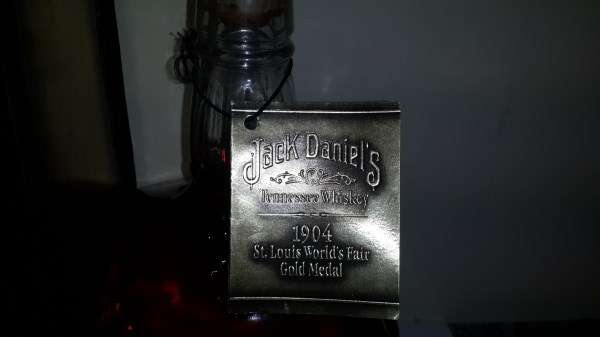 Jack Daniel's
Tennessee Whiskey
1904
St. Louis World's Fair
Gold Medal